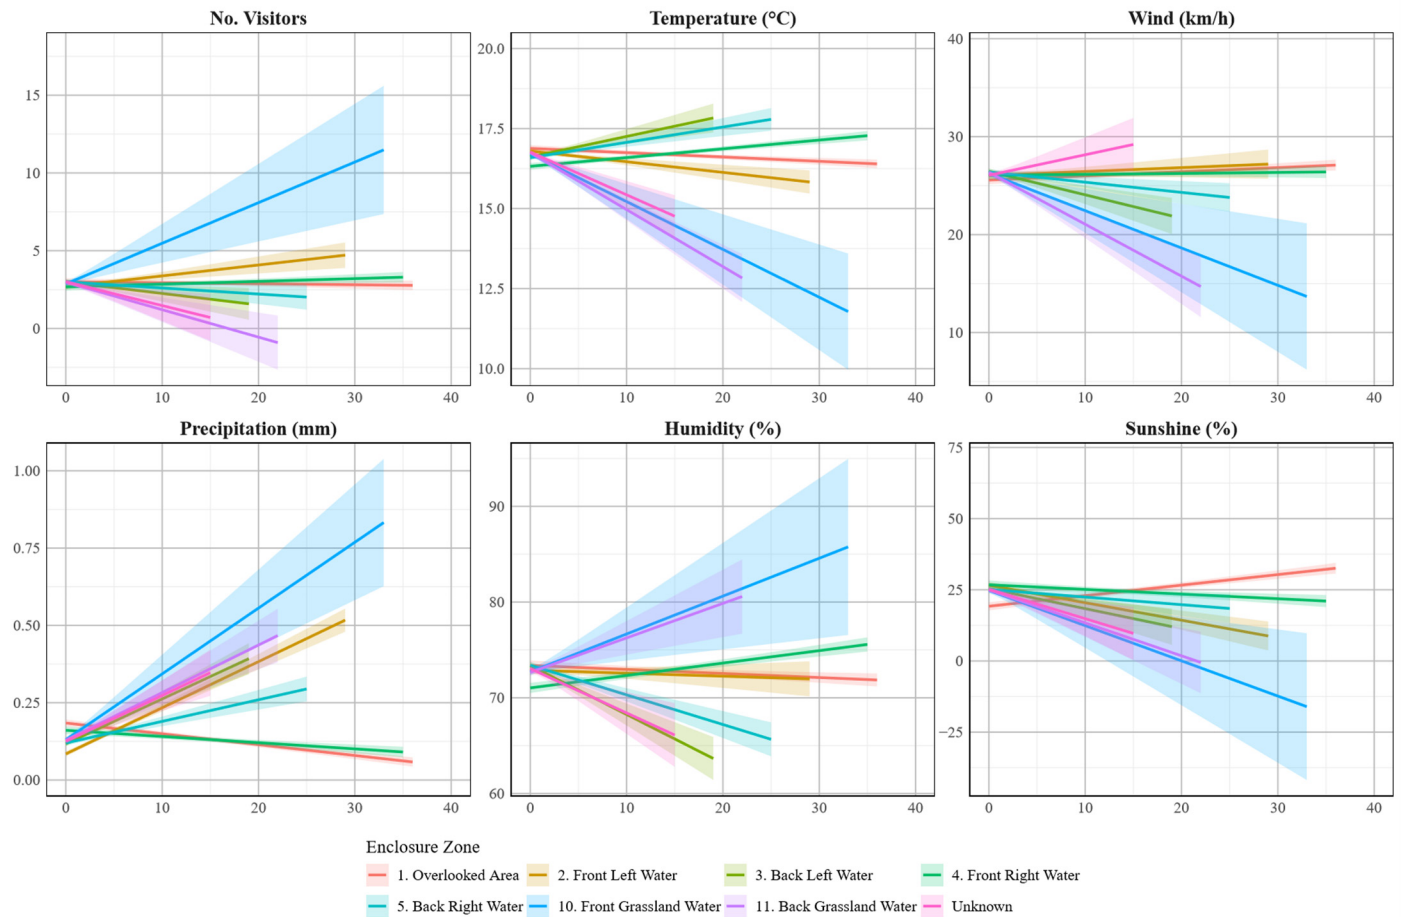 No. Visitors
Temperature (°C)
Wind (km/h)
15
10
5
0
0 10 20 30 40
20.0
17.5
15.0
12.5
10.0
0 10 20 30 40
40
30
20
10
0 10 20 30 40
Precipitation (mm)
Humidity (%)
Sunshine (%)
1.00
0.75
0.50
0.25
0.00
0 10 20 30 40
90
80
70
60
0 10 20 30 40
75
50
25
0
−25
0 10 20 30 40
Enclosure Zone
1. Overlooked Area 2. Front Left Water 3. Back Left Water 4. Front Right Water
5. Back Right Water 10. Front Grassland Water 11. Back Grassland Water Unknown